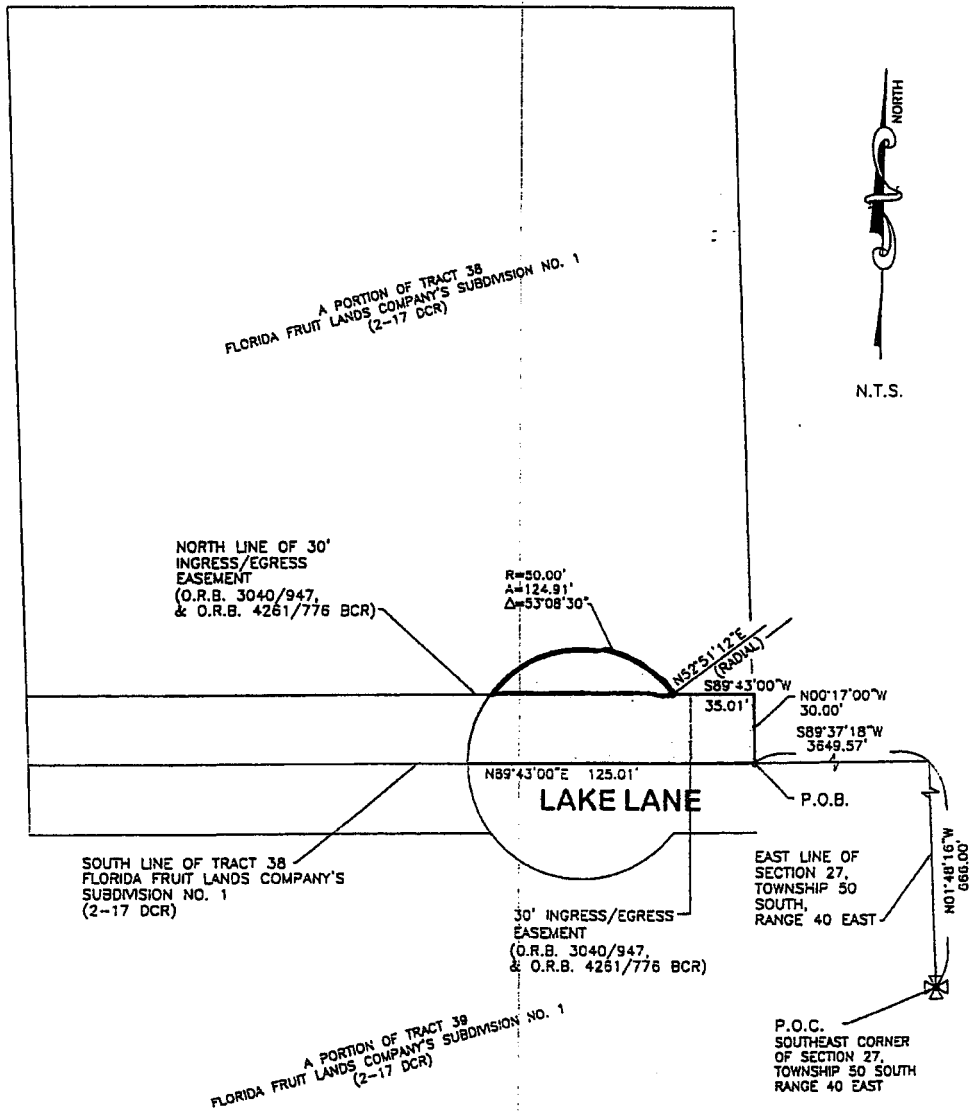 NORTH
N.T.S.
A PORTION OF TRACT 38
FLORIDA FRUIT LANDS COMPANY'S SUBDIVISION NO. 1
(2-17 DCR)
NORTH LINE OF 30'
INGRESS/EGRESS
EASEMENT
(O.R.B. 3040/947,
& O.R.B. 4261/776 BCR)
R=50.00'
A=124.91'
Δ=53°08'30"
N52°51'12"E
(RADIAL)
S89°43'00"W
35.01'
N00°17'00"W
30.00'
S89°37'18"W
3649.57'
N89°43'00"E 125.01'
P.O.B.
LAKE LANE
SOUTH LINE OF TRACT 38
FLORIDA FRUIT LANDS COMPANY'S
SUBDIVISION NO. 1
(2-17 DCR)
EAST LINE OF
SECTION 27,
TOWNSHIP 50
SOUTH,
RANGE 40 EAST
N01°48'16"W
666.00'
30' INGRESS/EGRESS
EASEMENT
(O.R.B. 3040/947,
& O.R.B. 4261/776 BCR)
A PORTION OF TRACT 39
FLORIDA FRUIT LANDS COMPANY'S SUBDIVISION NO. 1
(2-17 DCR)
P.O.C.
SOUTHEAST CORNER
OF SECTION 27,
TOWNSHIP 50 SOUTH
RANGE 40 EAST